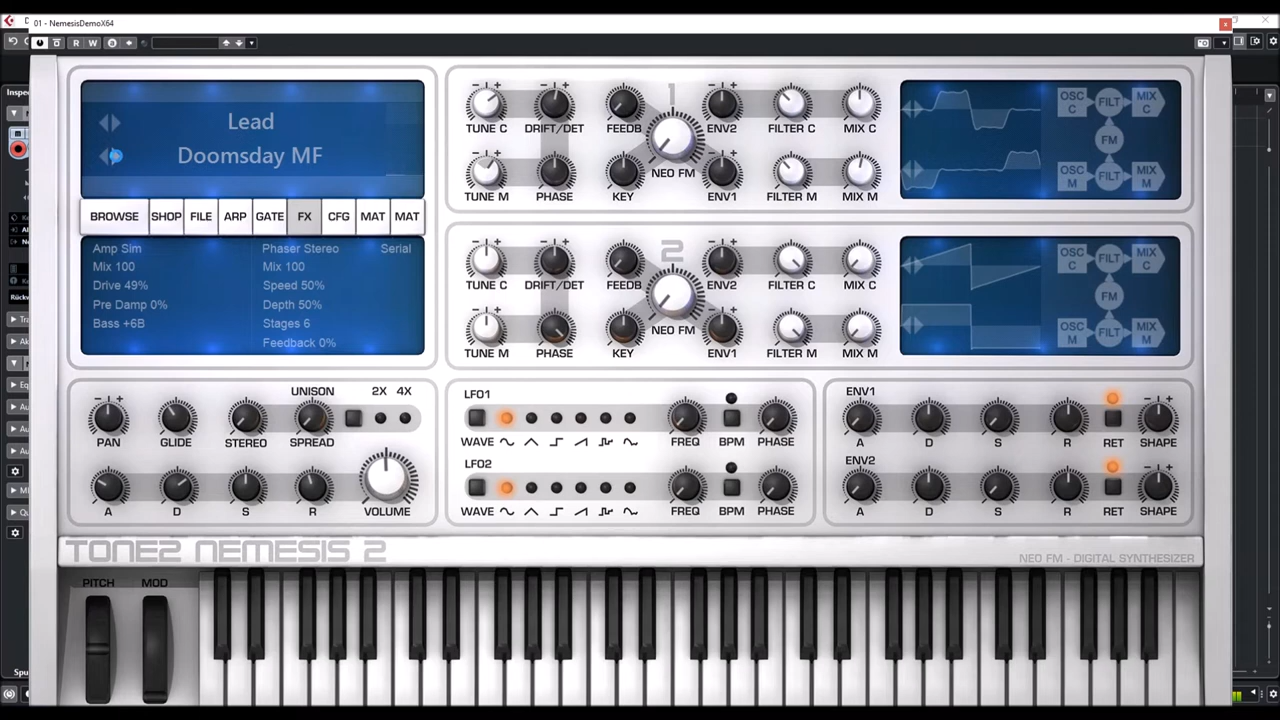 01 - NemesisDemoX64
R W
Inspe
Lead
Doomsday MF
BROWSE SHOP FILE ARP GATE FX CFG MAT MAT
Amp Sim Phaser Stereo Serial
Mix 100 Mix 100
Drive 49% Speed 50%
Pre Damp 0% Depth 50%
Bass +6B Stages 6
Feedback 0%
1
TUNE C DRIFT/DET FEEDB ENV2 FILTER C MIX C
NEO FM
TUNE M PHASE KEY ENV1 FILTER M MIX M
OSC C FILT MIX C
FM
OSC M FILT MIX M
2
TUNE C DRIFT/DET FEEDB ENV2 FILTER C MIX C
NEO FM
TUNE M PHASE KEY ENV1 FILTER M MIX M
OSC C FILT MIX C
FM
OSC M FILT MIX M
UNISON 2X 4X
PAN GLIDE STEREO SPREAD
A D S R VOLUME
LFO1
WAVE FREQ BPM PHASE
LFO2
WAVE FREQ BPM PHASE
ENV1
A D S R RET SHAPE
ENV2
A D S R RET SHAPE
TONE2 NEMESIS 2
NEO FM - DIGITAL SYNTHESIZER
PITCH MOD